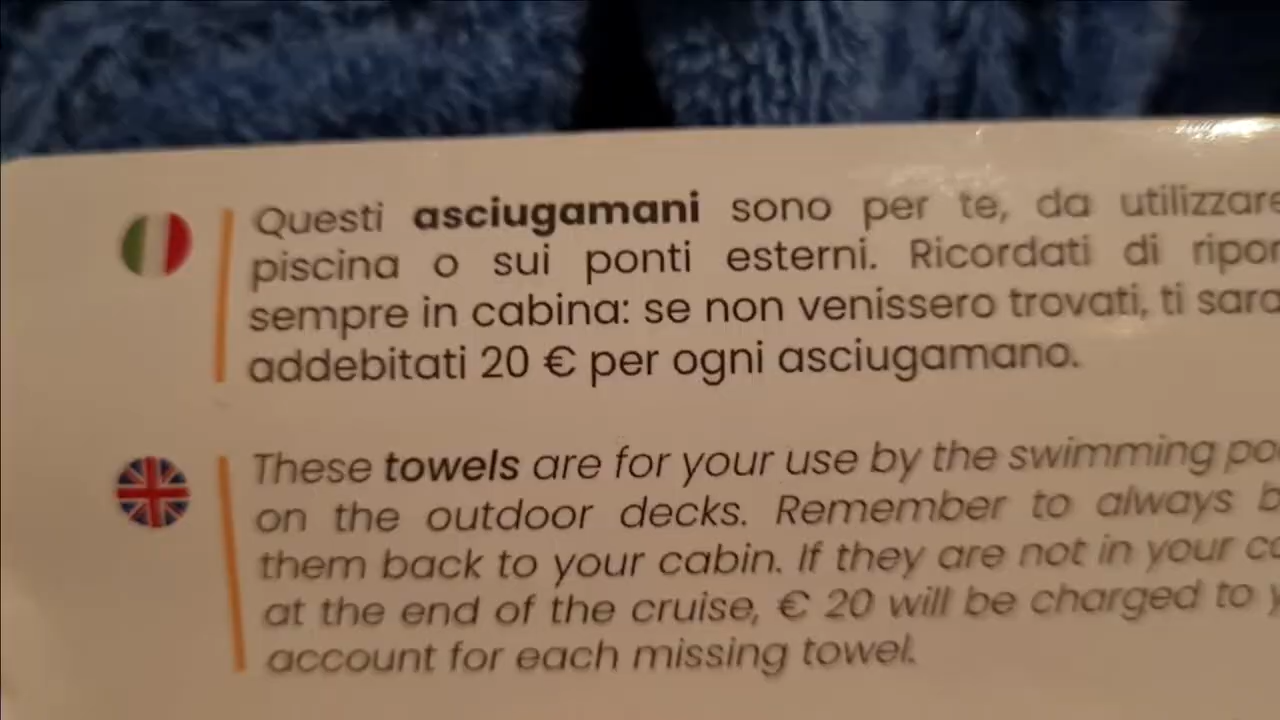 Questi asciugamani sono per te, da utilizzare
piscina o sui ponti esterni. Ricordati di
sempre in cabina: se non venissero trovati, ti
addebitati 20 € per ogni asciugamano.
These towels are for your use by the swimming
on the outdoor decks. Remember to always
them back to your cabin. If they are not in your
at the end of the cruise, € 20 will be charged to
account for each missing towel.